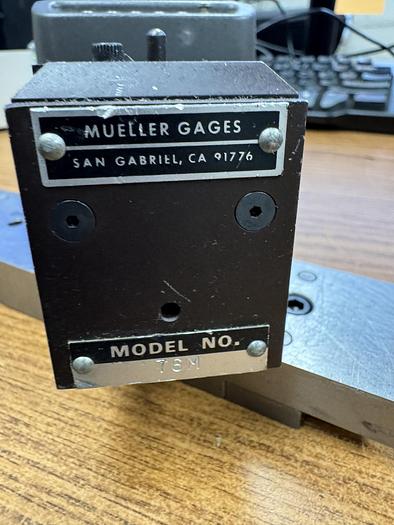 MUELLER GAGES
SAN GABRIEL, CA 91776
MODEL NO.